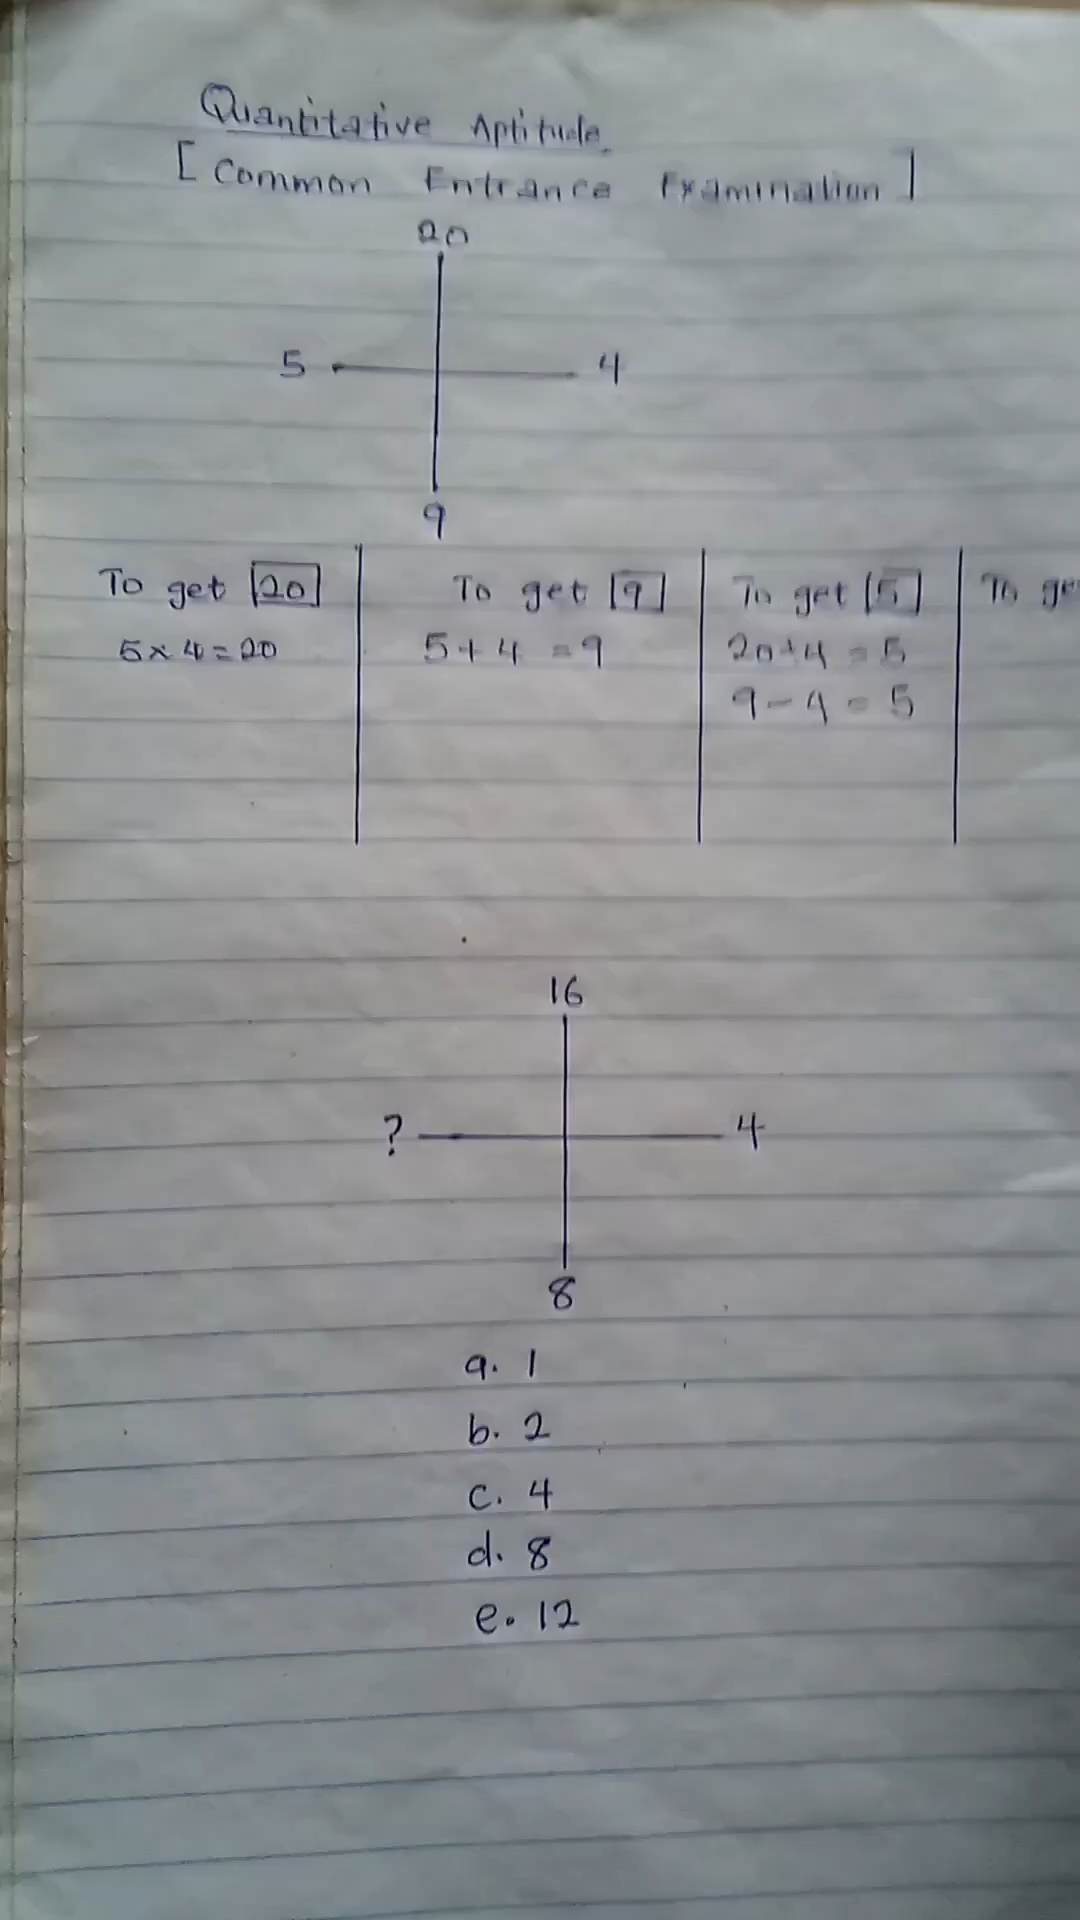 Quantitative Aptitude
[Common Entrance Examination]
20
5 4
9
To get 20 To get 9 To get 5 To ge
5 x 4 = 20 5 + 4 = 9 20 ÷ 4 = 5
9 - 4 = 5
16
? 4
8
a. 1
b. 2
c. 4
d. 8
e. 12